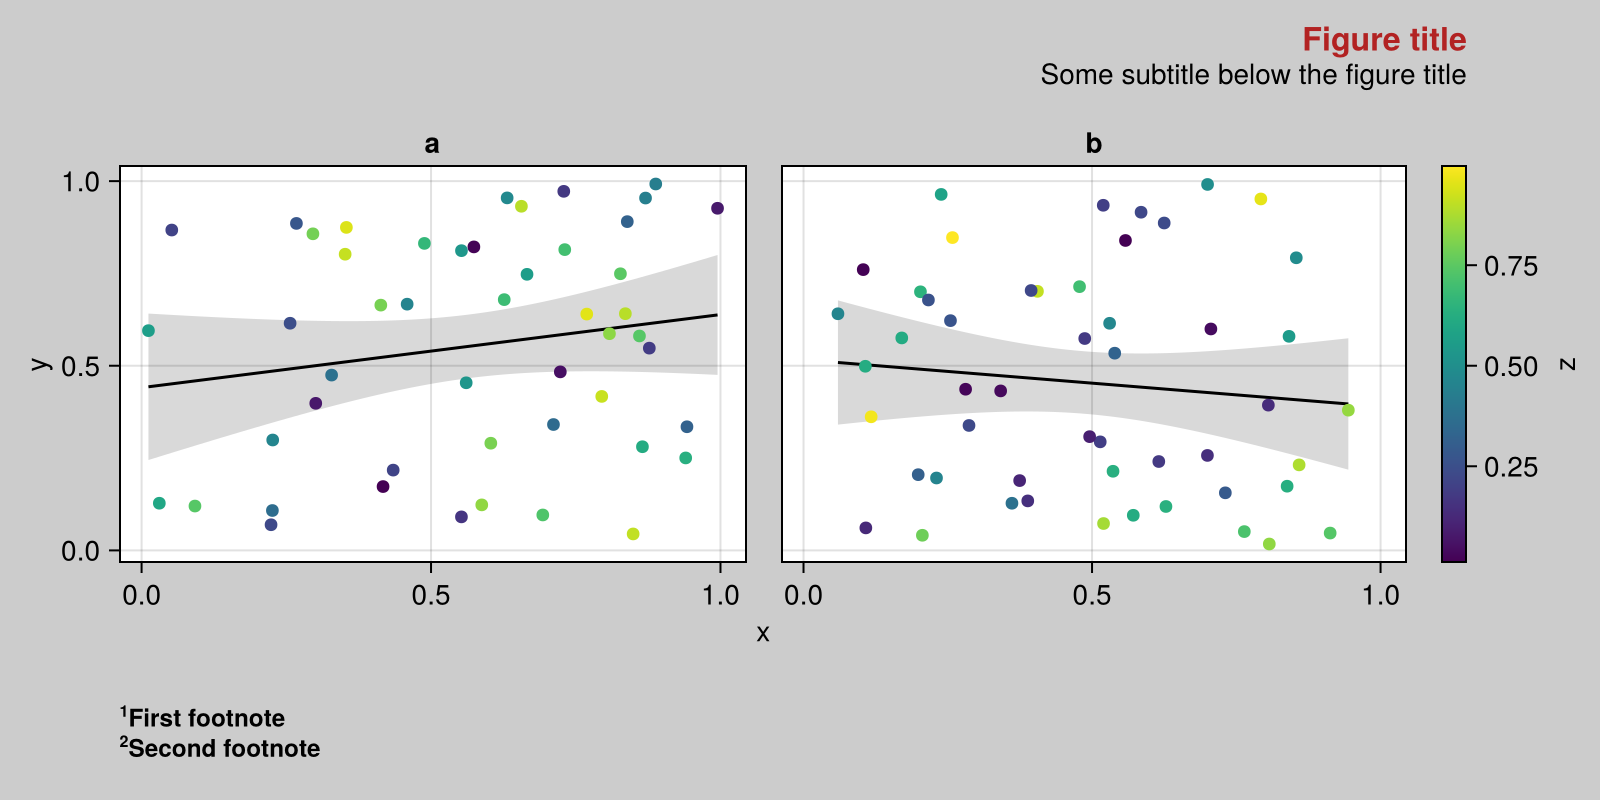 Figure title
Some subtitle below the figure title
a
b
1.0
0.5
0.0
y
0.0 0.5 1.0
0.0 0.5 1.0
x
0.75
0.50
0.25
z
¹First footnote
²Second footnote